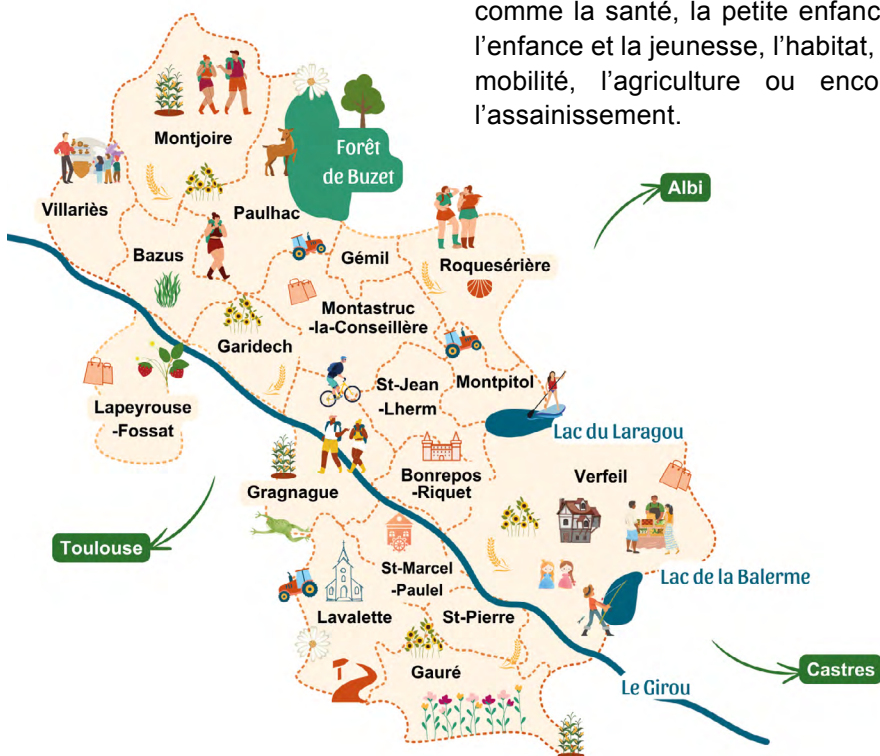 comme la santé, la petite
l'enfance et la jeunesse, l'habitat,
mobilité, l'agriculture ou
l'assainissement.
Montjoire
Forêt
de Buzet
Albi
Villariès
Paulhac
Bazus
Gémil
Roquesérière
Montastruc
-la-Conseillère
Garidech
St-Jean
-Lherm
Montpitol
Lapeyrouse
-Fossat
Lac du Laragou
Bonrepos
-Riquet
Verfeil
Gragnague
Toulouse
St-Marcel
-Paulel
Lac de la Balerme
Lavalette
St-Pierre
Gauré
Castres
Le Girou